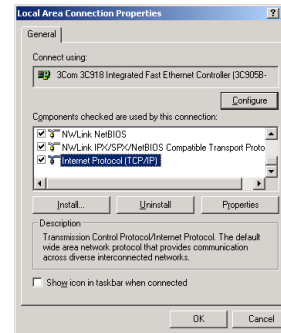 Local Area Connection Properties
General
Connect using:
3Com 3C918 Integrated Fast Ethernet Controller (3C905B-
Configure
Components checked are used by this connection:
NWLink NetBIOS
NWLink IPX/SPX/NetBIOS Compatible Transport Proto
Internet Protocol (TCP/IP)
Install...
Uninstall
Properties
Description
Transmission Control Protocol/Internet Protocol. The default
wide area network protocol that provides communication
across diverse interconnected networks.
Show icon in taskbar when connected
OK
Cancel